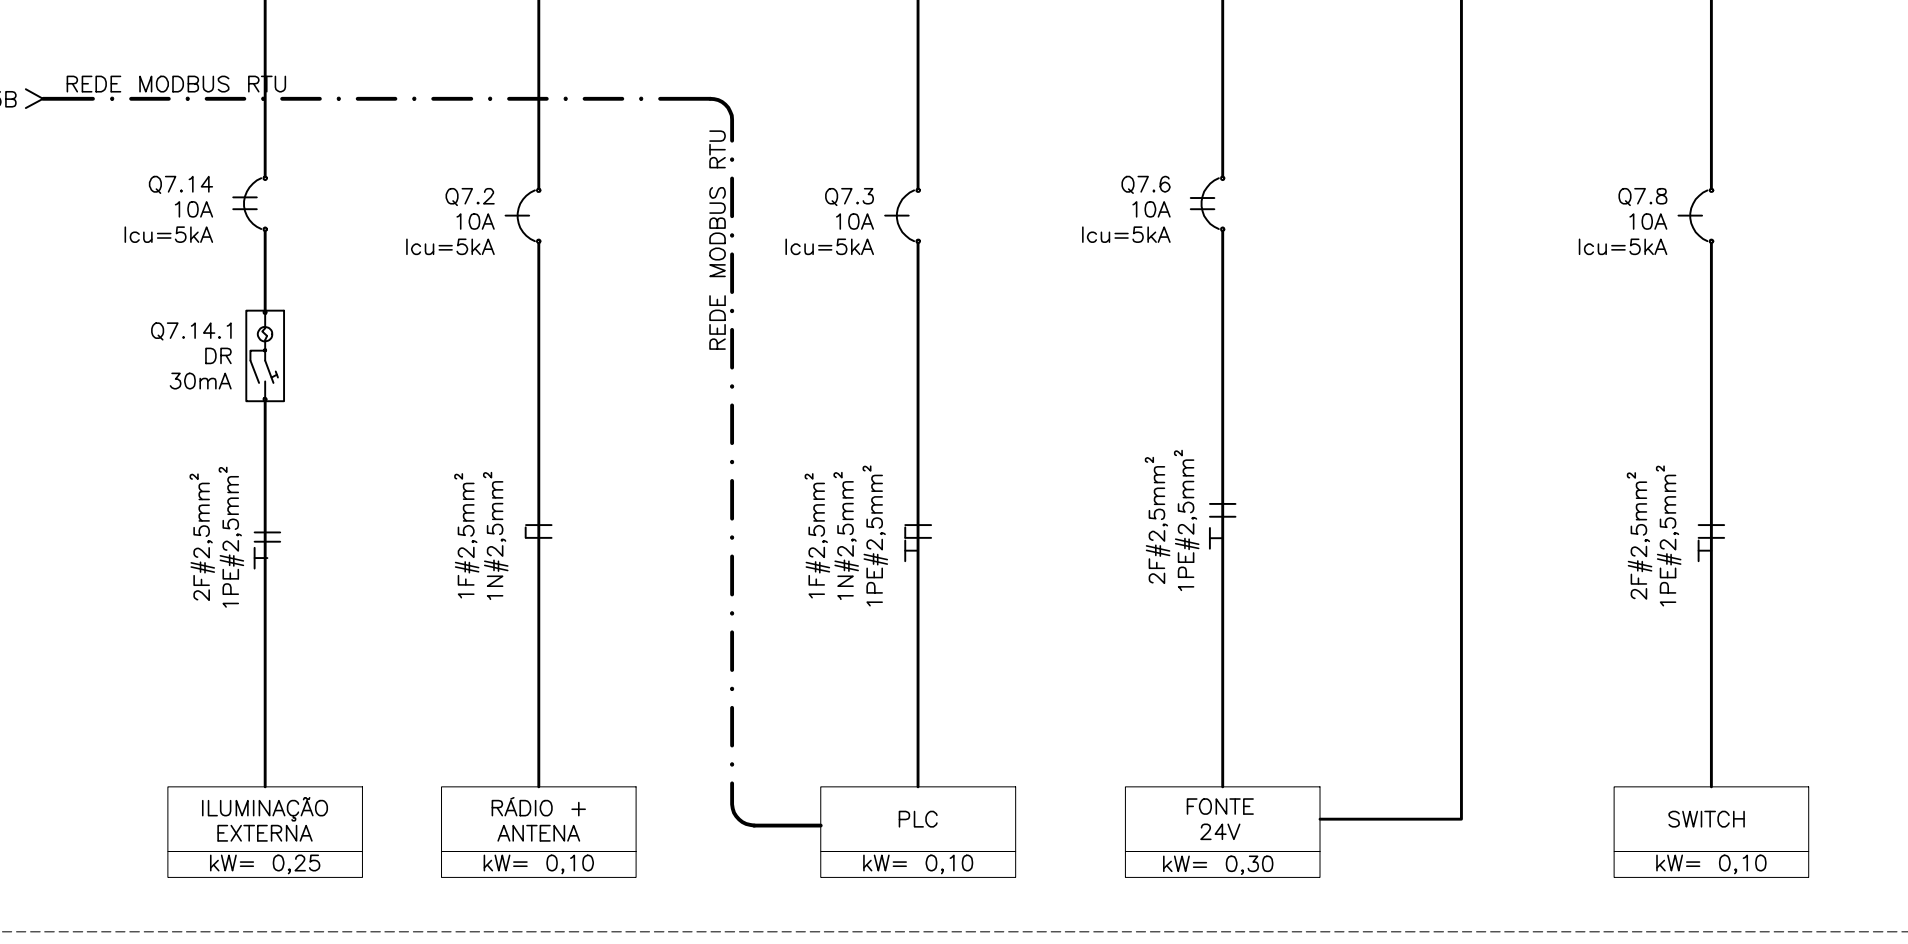 REDE MODBUS RTU
REDE MODBUS RTU
Q7.14
10A
Icu=5kA
Q7.14.1
DR
30mA
2F#2,5mm²
1PE#2,5mm²
ILUMINAÇÃO
EXTERNA
kW= 0,25
Q7.2
10A
Icu=5kA
1F#2,5mm²
1N#2,5mm²
RÁDIO +
ANTENA
kW= 0,10
Q7.3
10A
Icu=5kA
1F#2,5mm²
1N#2,5mm²
1PE#2,5mm²
PLC
kW= 0,10
Q7.6
10A
Icu=5kA
2F#2,5mm²
1PE#2,5mm²
FONTE
24V
kW= 0,30
Q7.8
10A
Icu=5kA
2F#2,5mm²
1PE#2,5mm²
SWITCH
kW= 0,10